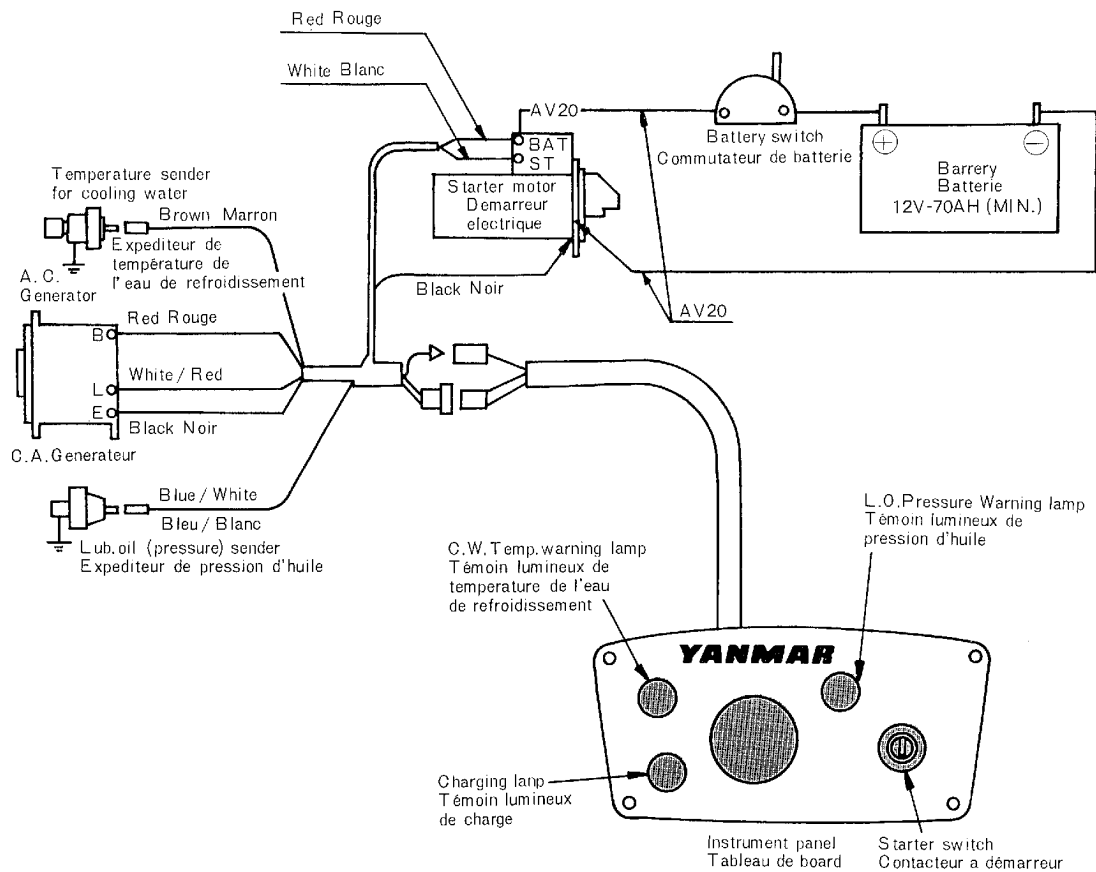 Red Rouge
White Blanc
AV20
BAT
ST
Starter motor
Demarreur
electrique
Battery switch
Commutateur de batterie
+
−
Barrery
Batterie
12V-70AH (MIN.)
Temperature sender
for cooling water
Brown Marron
Expediteur de
température de
l'eau de refroidissement
Black Noir
AV20
A.C.
Generator
B
Red Rouge
L
White / Red
E
Black Noir
C.A.Generateur
Blue / White
Bleu / Blanc
Lub.oil (pressure) sender
Expediteur de pression d'huile
L.O.Pressure Warning lamp
Témoin lumineux de
pression d'huile
C.W.Temp.warning lamp
Témoin lumineux de
temperature de l'eau
de refroidissement
YANMAR
Charging lanp
Témoin lumineux
de charge
Instrument panel
Tableau de board
Starter switch
Contacteur a démarreur